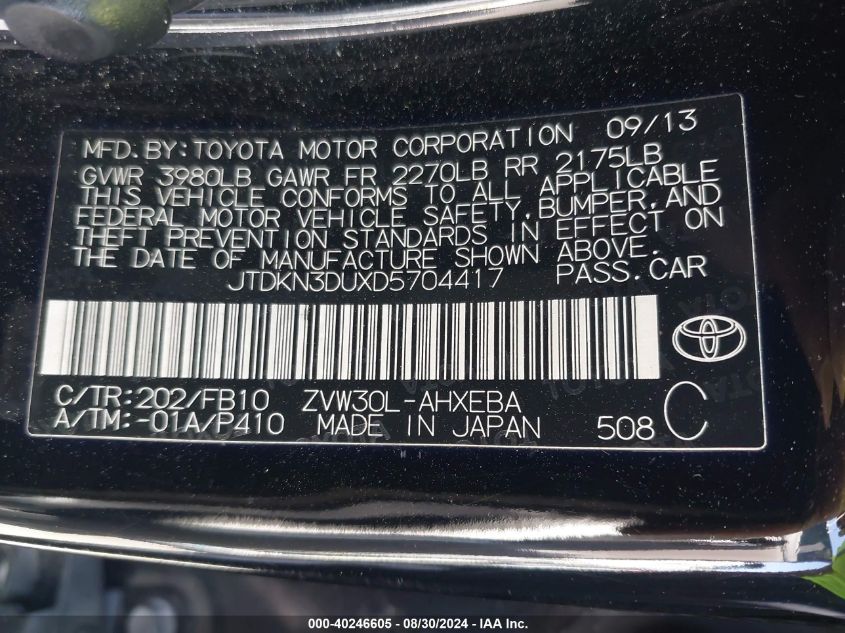 MFD. BY: TOYOTA MOTOR CORPORATION 09/13
GVWR 3980LB GAWR FR 2270LB RR 2175LB
THIS VEHICLE CONFORMS TO ALL APPLICABLE
FEDERAL MOTOR VEHICLE SAFETY, BUMPER, AND
THEFT PREVENTION STANDARDS IN EFFECT ON
THE DATE OF MANUFACTURE SHOWN ABOVE.
JTDKN3DUXD5704417 PASS. CAR
C/TR: 202/FB10 ZVW30L-AHXEBA
A/TM: -01A/P410 MADE IN JAPAN 508 C
000-40246605 - 08/30/2024 - IAA Inc.